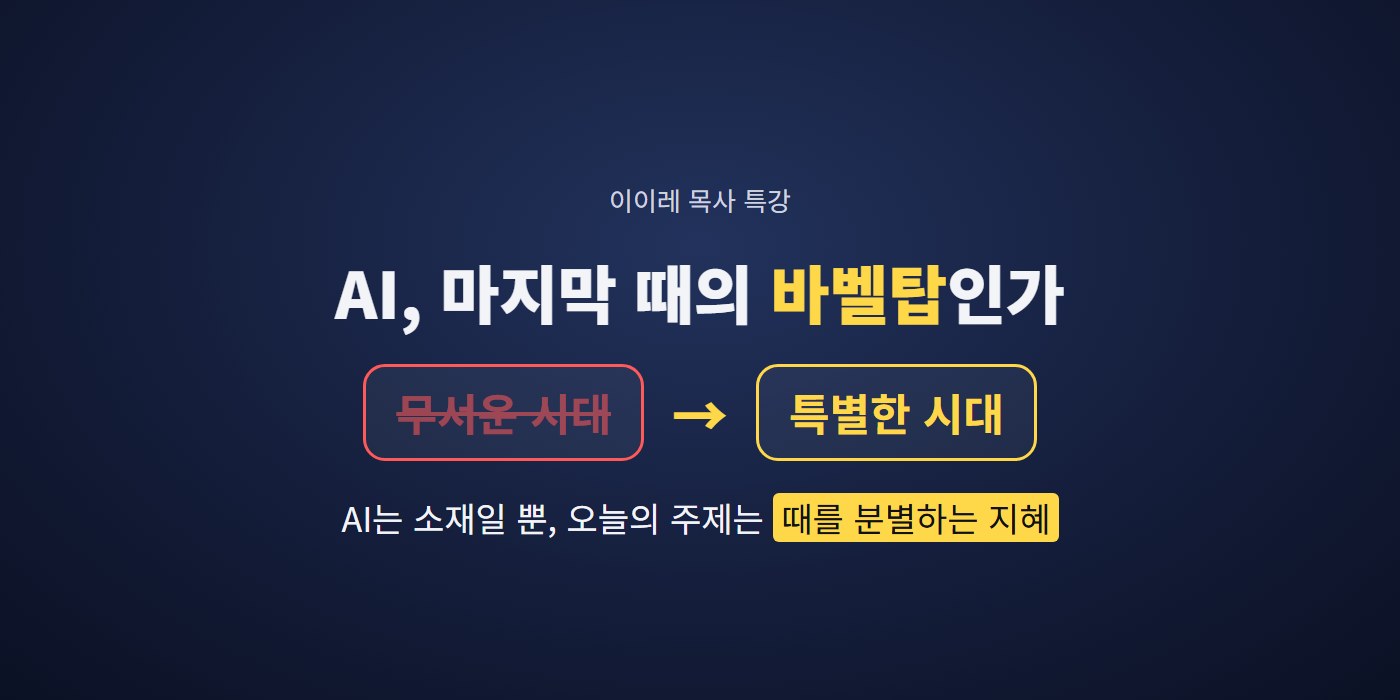 이이레 목사 특강
AI, 마지막 때의 바벨탑인가
무서운 시대 → 특별한 시대
AI는 소재일 뿐, 오늘의 주제는 때를 분별하는 지혜